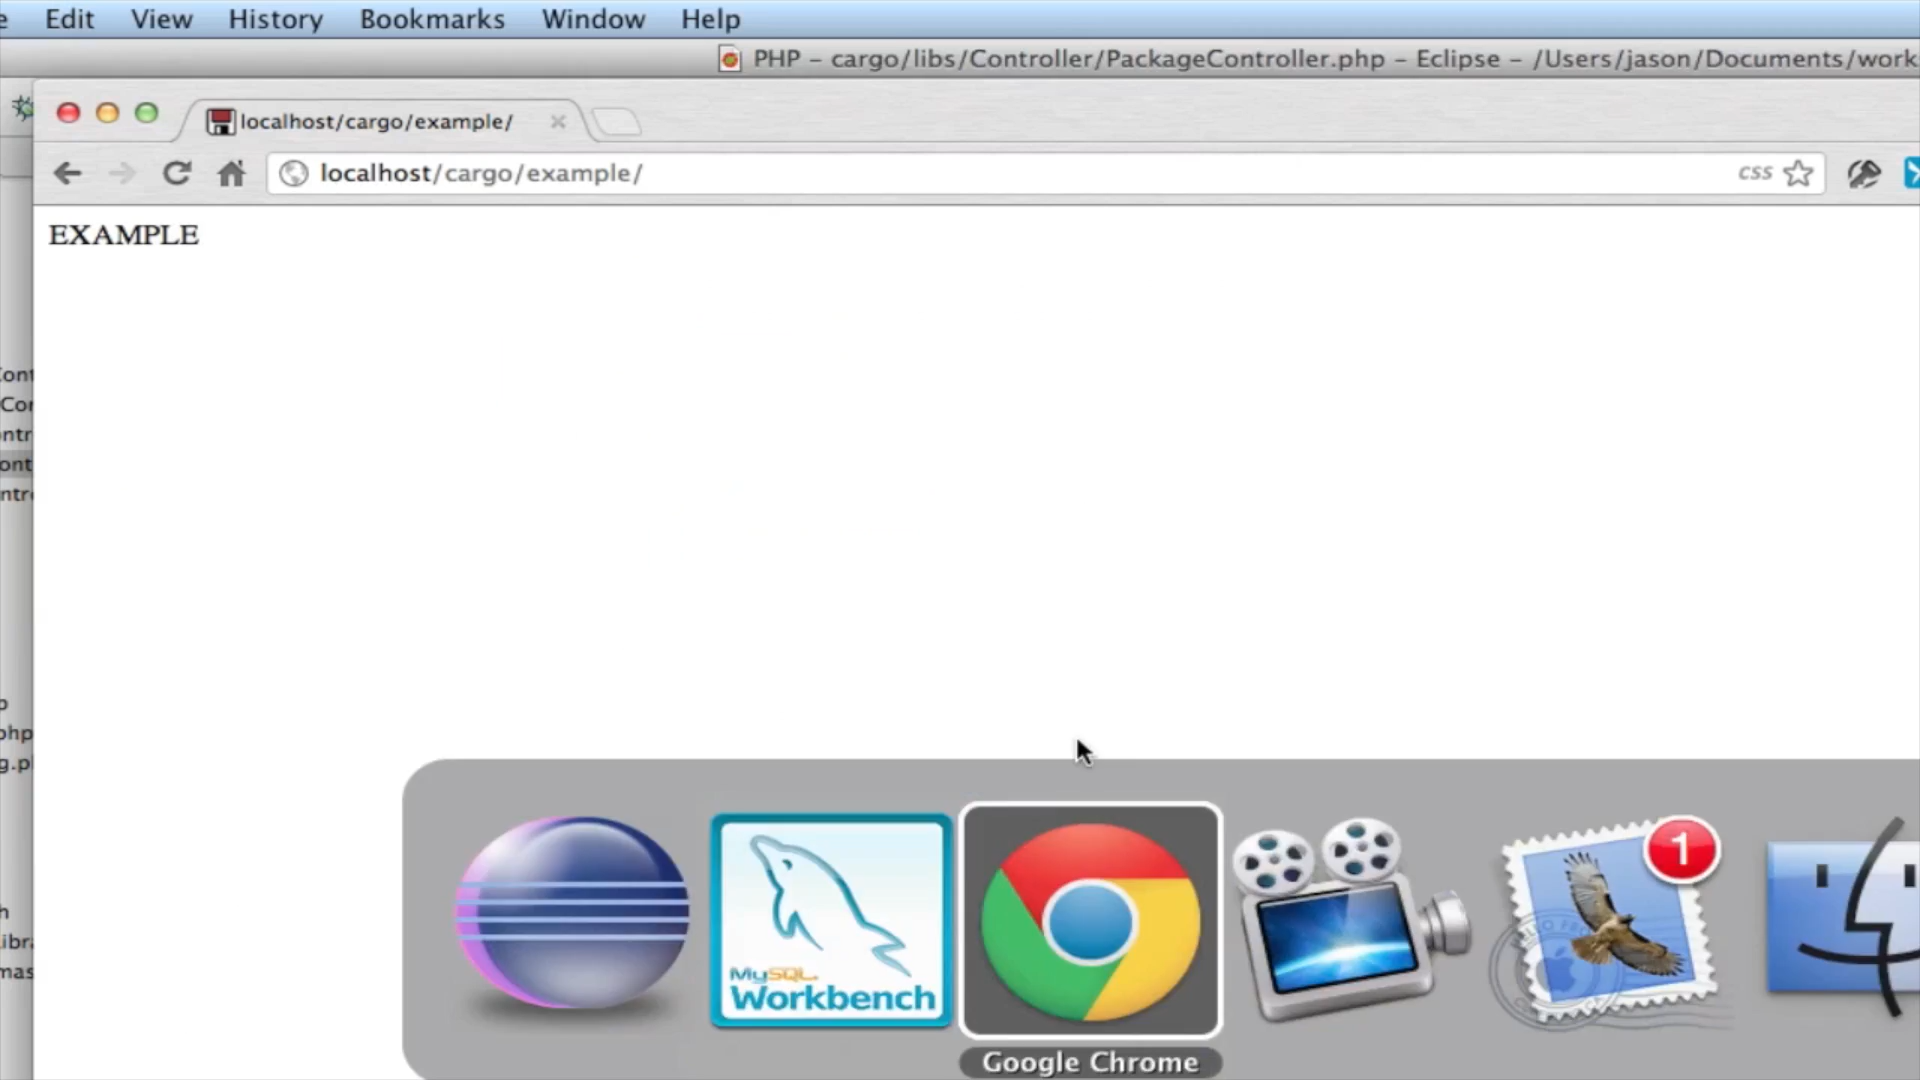 Edit View History Bookmarks Window Help
PHP – cargo/libs/Controller/PackageController.php – Eclipse – /Users/jason/Documents/work
localhost/cargo/example/
localhost/cargo/example/
css
EXAMPLE
php
1
MySQL
Workbench
Google Chrome